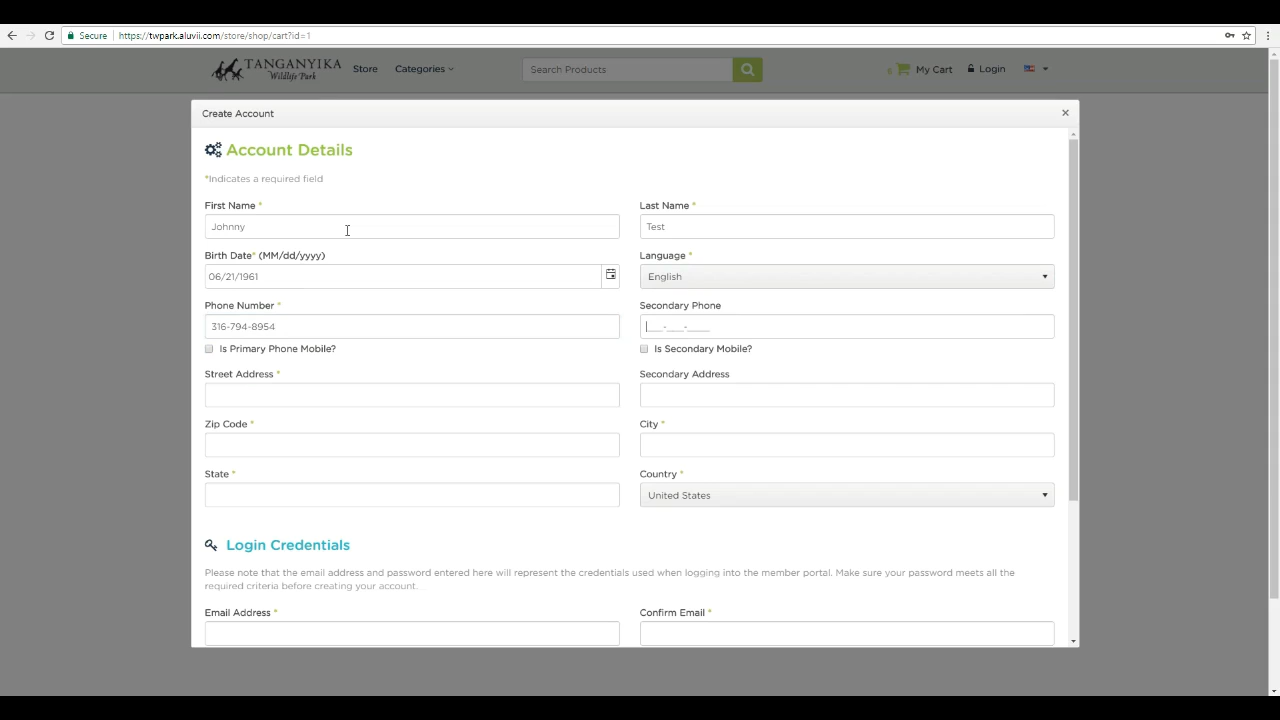 Secure https://twpark.aluvii.com/store/shop/cart?id=1
TANGANYIKA Wildlife Park Store Categories Search Products 0 My Cart Login
Create Account ×
Account Details
*Indicates a required field
First Name * Last Name *
Johnny Test
Birth Date* (MM/dd/yyyy) Language *
06/21/1961 English
Phone Number * Secondary Phone
316-794-8954 ___-___-____
Is Primary Phone Mobile? Is Secondary Mobile?
Street Address * Secondary Address
Zip Code * City *
State * Country *
United States
Login Credentials
Please note that the email address and password entered here will represent the credentials used when logging into the member portal. Make sure your password meets all the
required criteria before creating your account.
Email Address * Confirm Email *